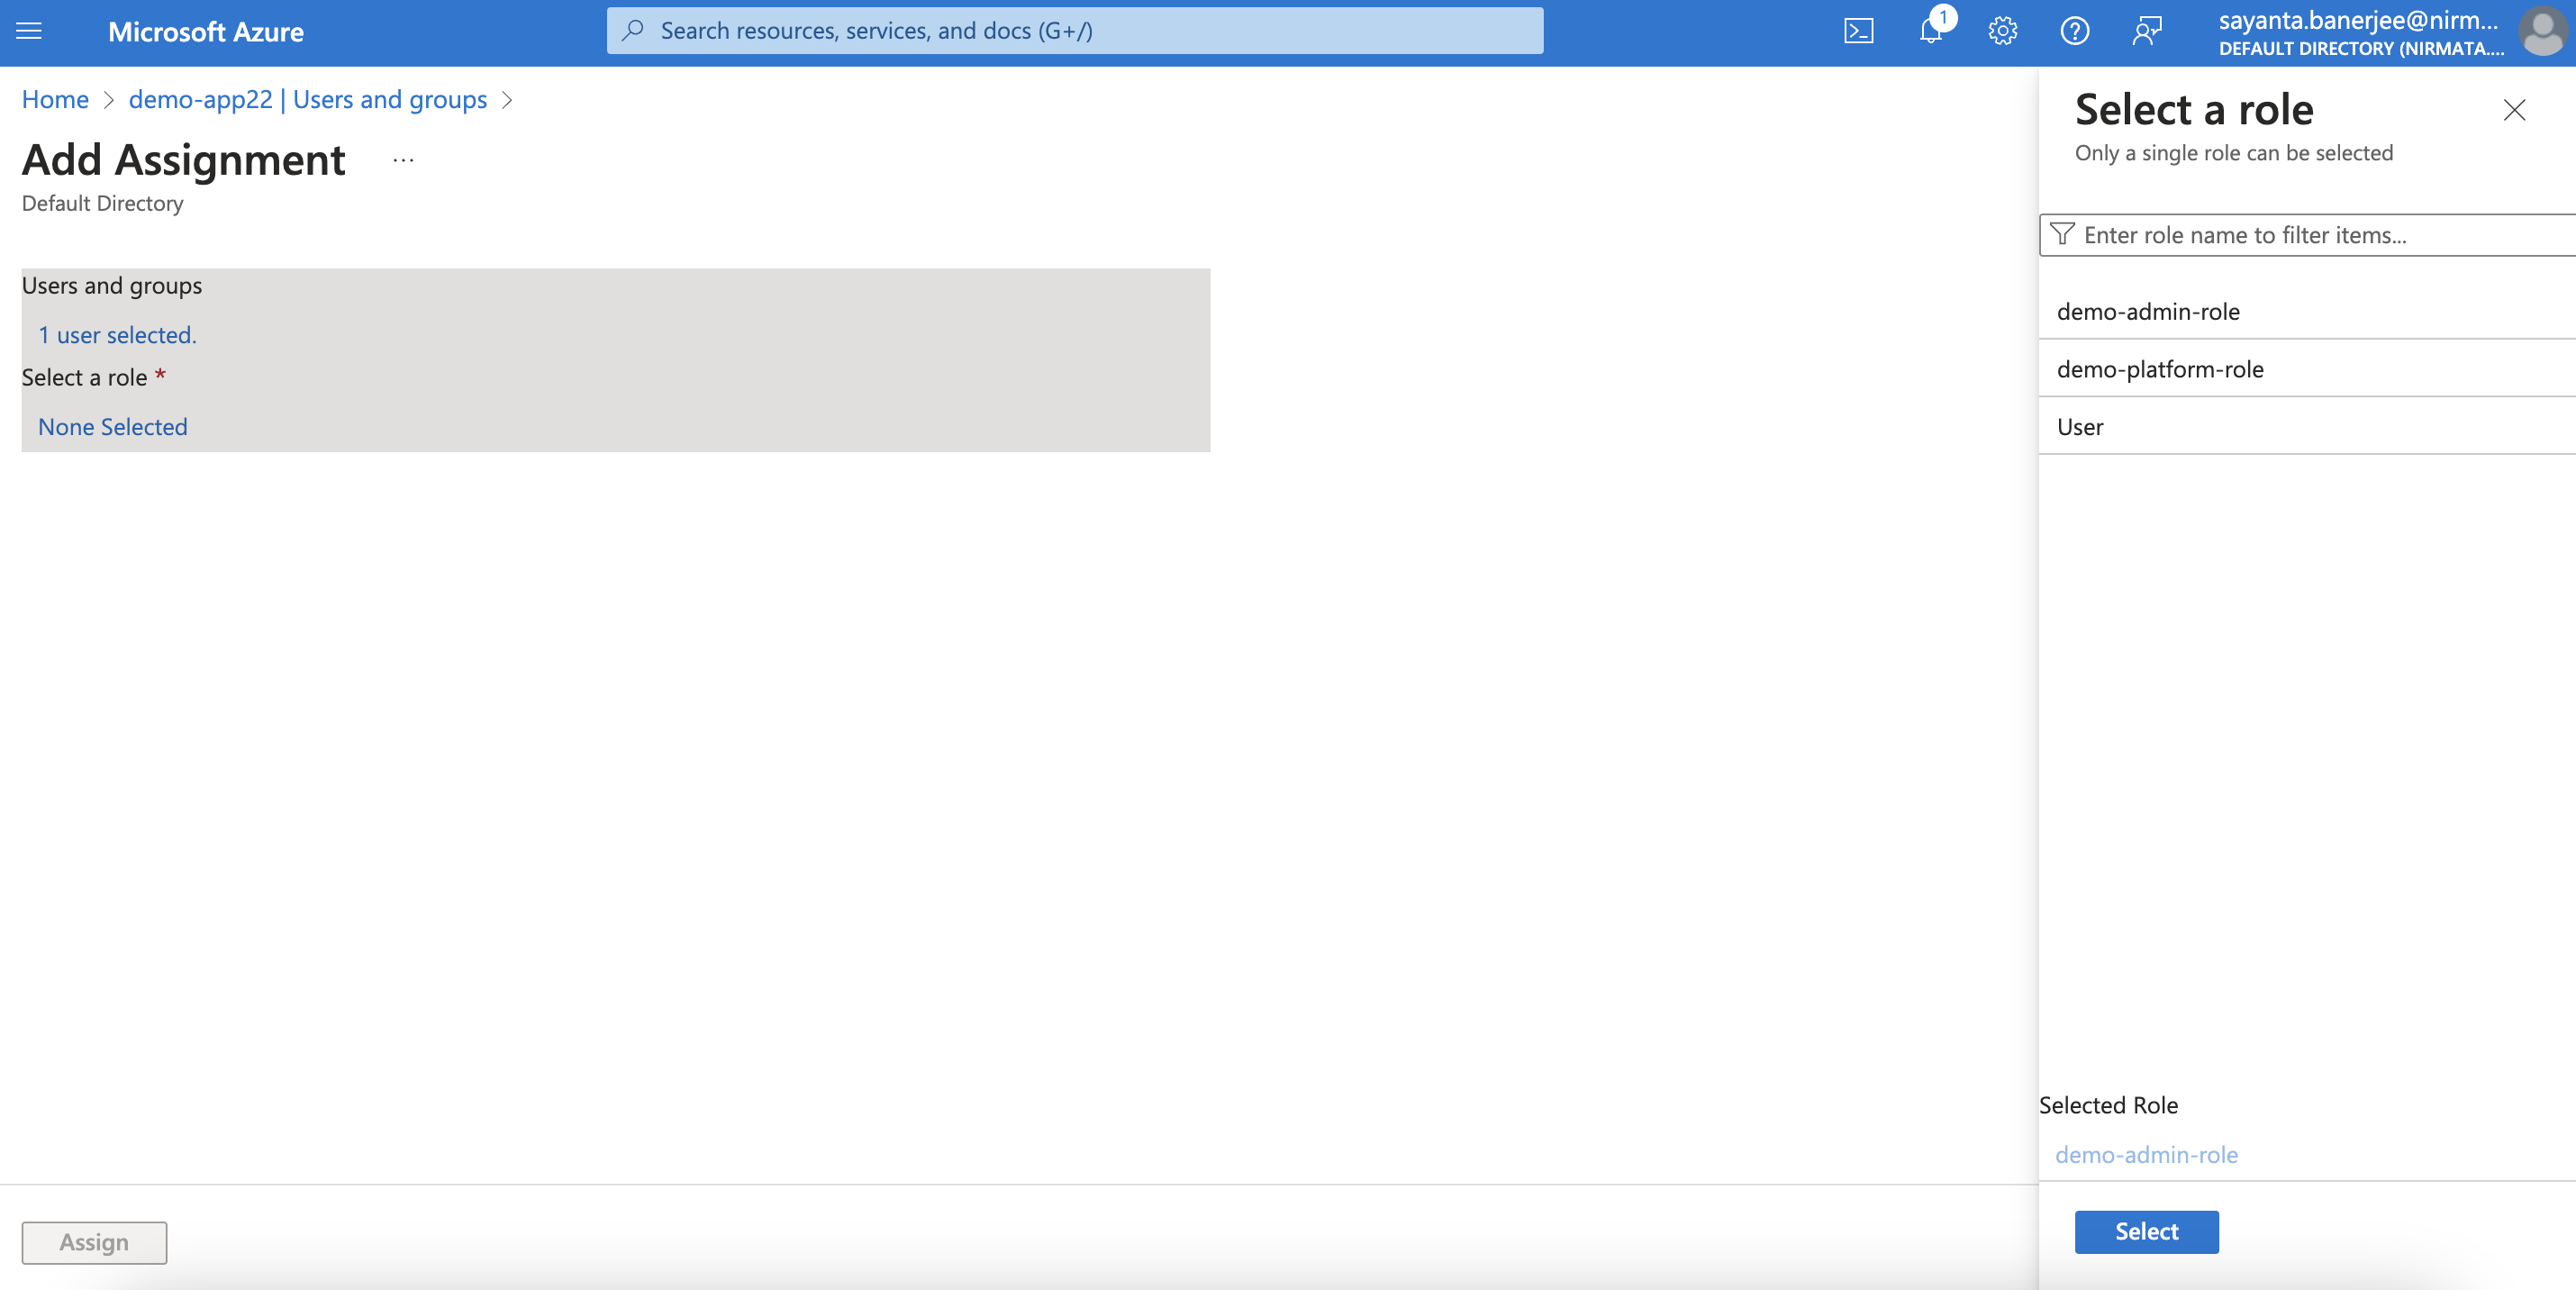 Microsoft Azure
Search resources, services, and docs (G+/)
1
sayanta.banerjee@nirm...
DEFAULT DIRECTORY (NIRMATA....
Home > demo-app22 | Users and groups >
Add Assignment ...
Default Directory
Users and groups
1 user selected.
Select a role *
None Selected
Assign
Select a role
Only a single role can be selected
Enter role name to filter items...
demo-admin-role
demo-platform-role
User
Selected Role
demo-admin-role
Select